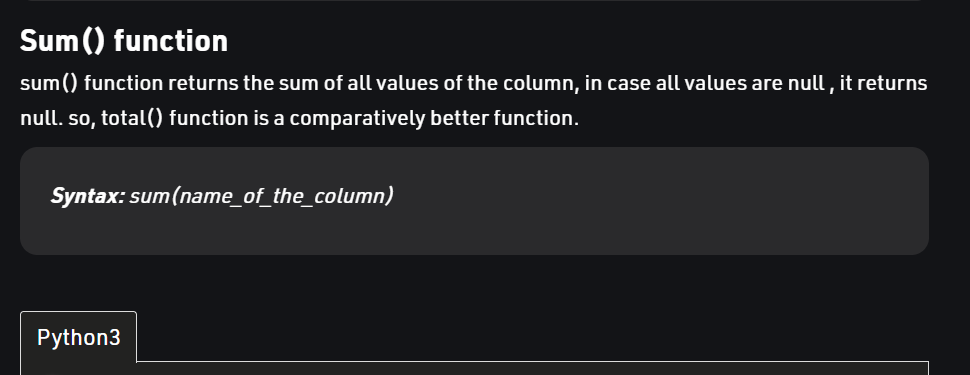 Sum() function
sum() function returns the sum of all values of the column, in case all values are null , it returns
null. so, total() function is a comparatively better function.
Syntax: sum(name_of_the_column)
Python3